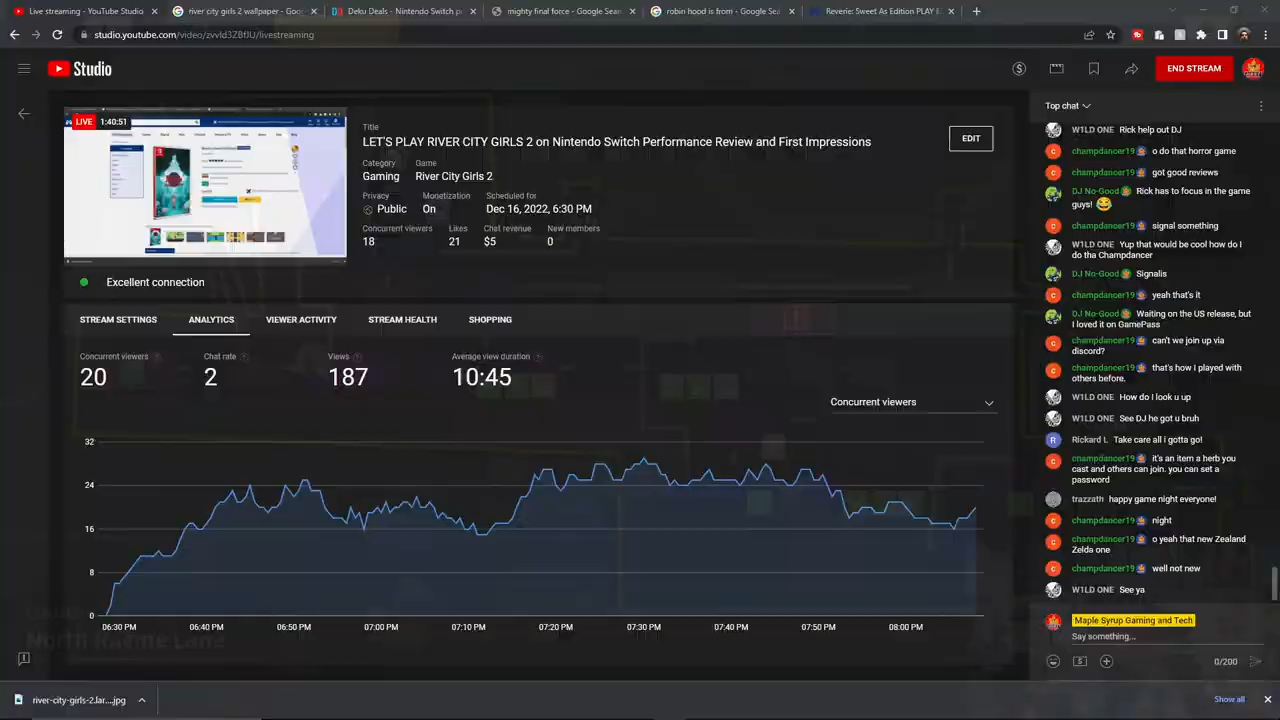 Live streaming - YouTube Studio
river city girls 2 wallpaper - Goo
Deku Deals - Nintendo Switch p
mighty final force - Google Sear
robin hood is from - Google Sea
Reverie: Sweet As Edition PLAY E
studio.youtube.com/video/zvvld3ZBfJU/livestreaming
Studio
END STREAM
LIVE 1:40:51
Title
EDIT
Category
Game
Gaming
River City Girls 2
Privacy
Monetization
Scheduled for
Public
On
Dec 16, 2022, 6:30 PM
Concurrent viewers
Likes
Chat revenue
New members
18
21
$5
0
Excellent connection
STREAM SETTINGS
ANALYTICS
VIEWER ACTIVITY
STREAM HEALTH
SHOPPING
Concurrent viewers
Chat rate
Views
Average view duration
20
2
187
10:45
Concurrent viewers
32
24
16
8
0
06:30 PM
06:40 PM
06:50 PM
07:00 PM
07:10 PM
07:20 PM
07:30 PM
07:40 PM
07:50 PM
08:00 PM
North Ravine Lane
Top chat
W1LD ONE Rick help out DJ
champdancer19 o do that horror game
champdancer19 got good reviews
DJ No-Good Rick has to focus in the game
guys! 😂
champdancer19 signal something
W1LD ONE Yup that would be cool how do I
do tha Champdancer
DJ No-Good Signalis
champdancer19 yeah that's it
DJ No-Good Waiting on the US release, but
I loved it on GamePass
champdancer19 can't we join up via
discord?
champdancer19 that's how I played with
others before.
W1LD ONE How do I look u up
W1LD ONE See DJ he got u bruh
Rickard L Take care all i gotta go!
champdancer19 it's an item a herb you
cast and others can join. you can set a
password
trazzath happy game night everyone!
champdancer19 night
champdancer19 o yeah that new Zealand
Zelda one
champdancer19 well not new
W1LD ONE See ya
Maple Syrup Gaming and Tech
Say something...
0/200
river-city-girls-2.lar....jpg
Show all